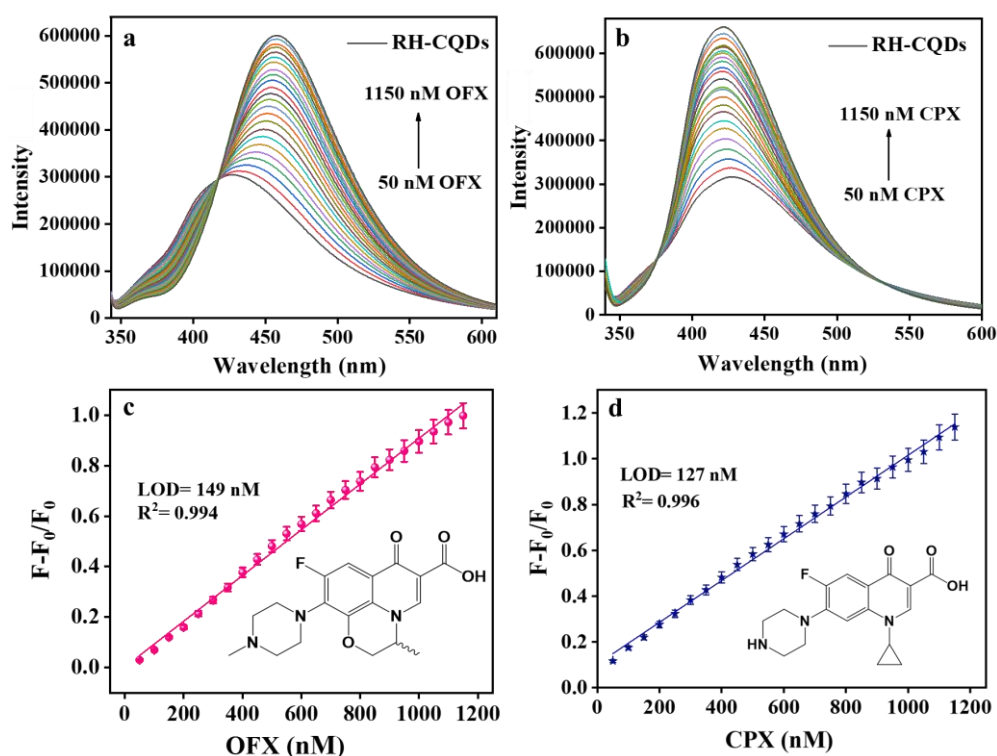 a
RH-CQDs
1150 nM OFX
50 nM OFX
600000
500000
400000
300000
200000
100000
0
Intensity
350 400 450 500 550 600
Wavelength (nm)
b
RH-CQDs
1150 nM CPX
50 nM CPX
700000
600000
500000
400000
300000
200000
100000
0
Intensity
350 400 450 500 550 600
Wavelength (nm)
c
LOD= 149 nM
R²= 0.994
1.0
0.8
0.6
0.4
0.2
0.0
F-F₀/F₀
O
O
F
OH
N
N
N
O
0 200 400 600 800 1000 1200
OFX (nM)
d
LOD= 127 nM
R²= 0.996
1.2
1.0
0.8
0.6
0.4
0.2
0.0
F-F₀/F₀
O
O
F
OH
N
N
HN
0 200 400 600 800 1000 1200
CPX (nM)